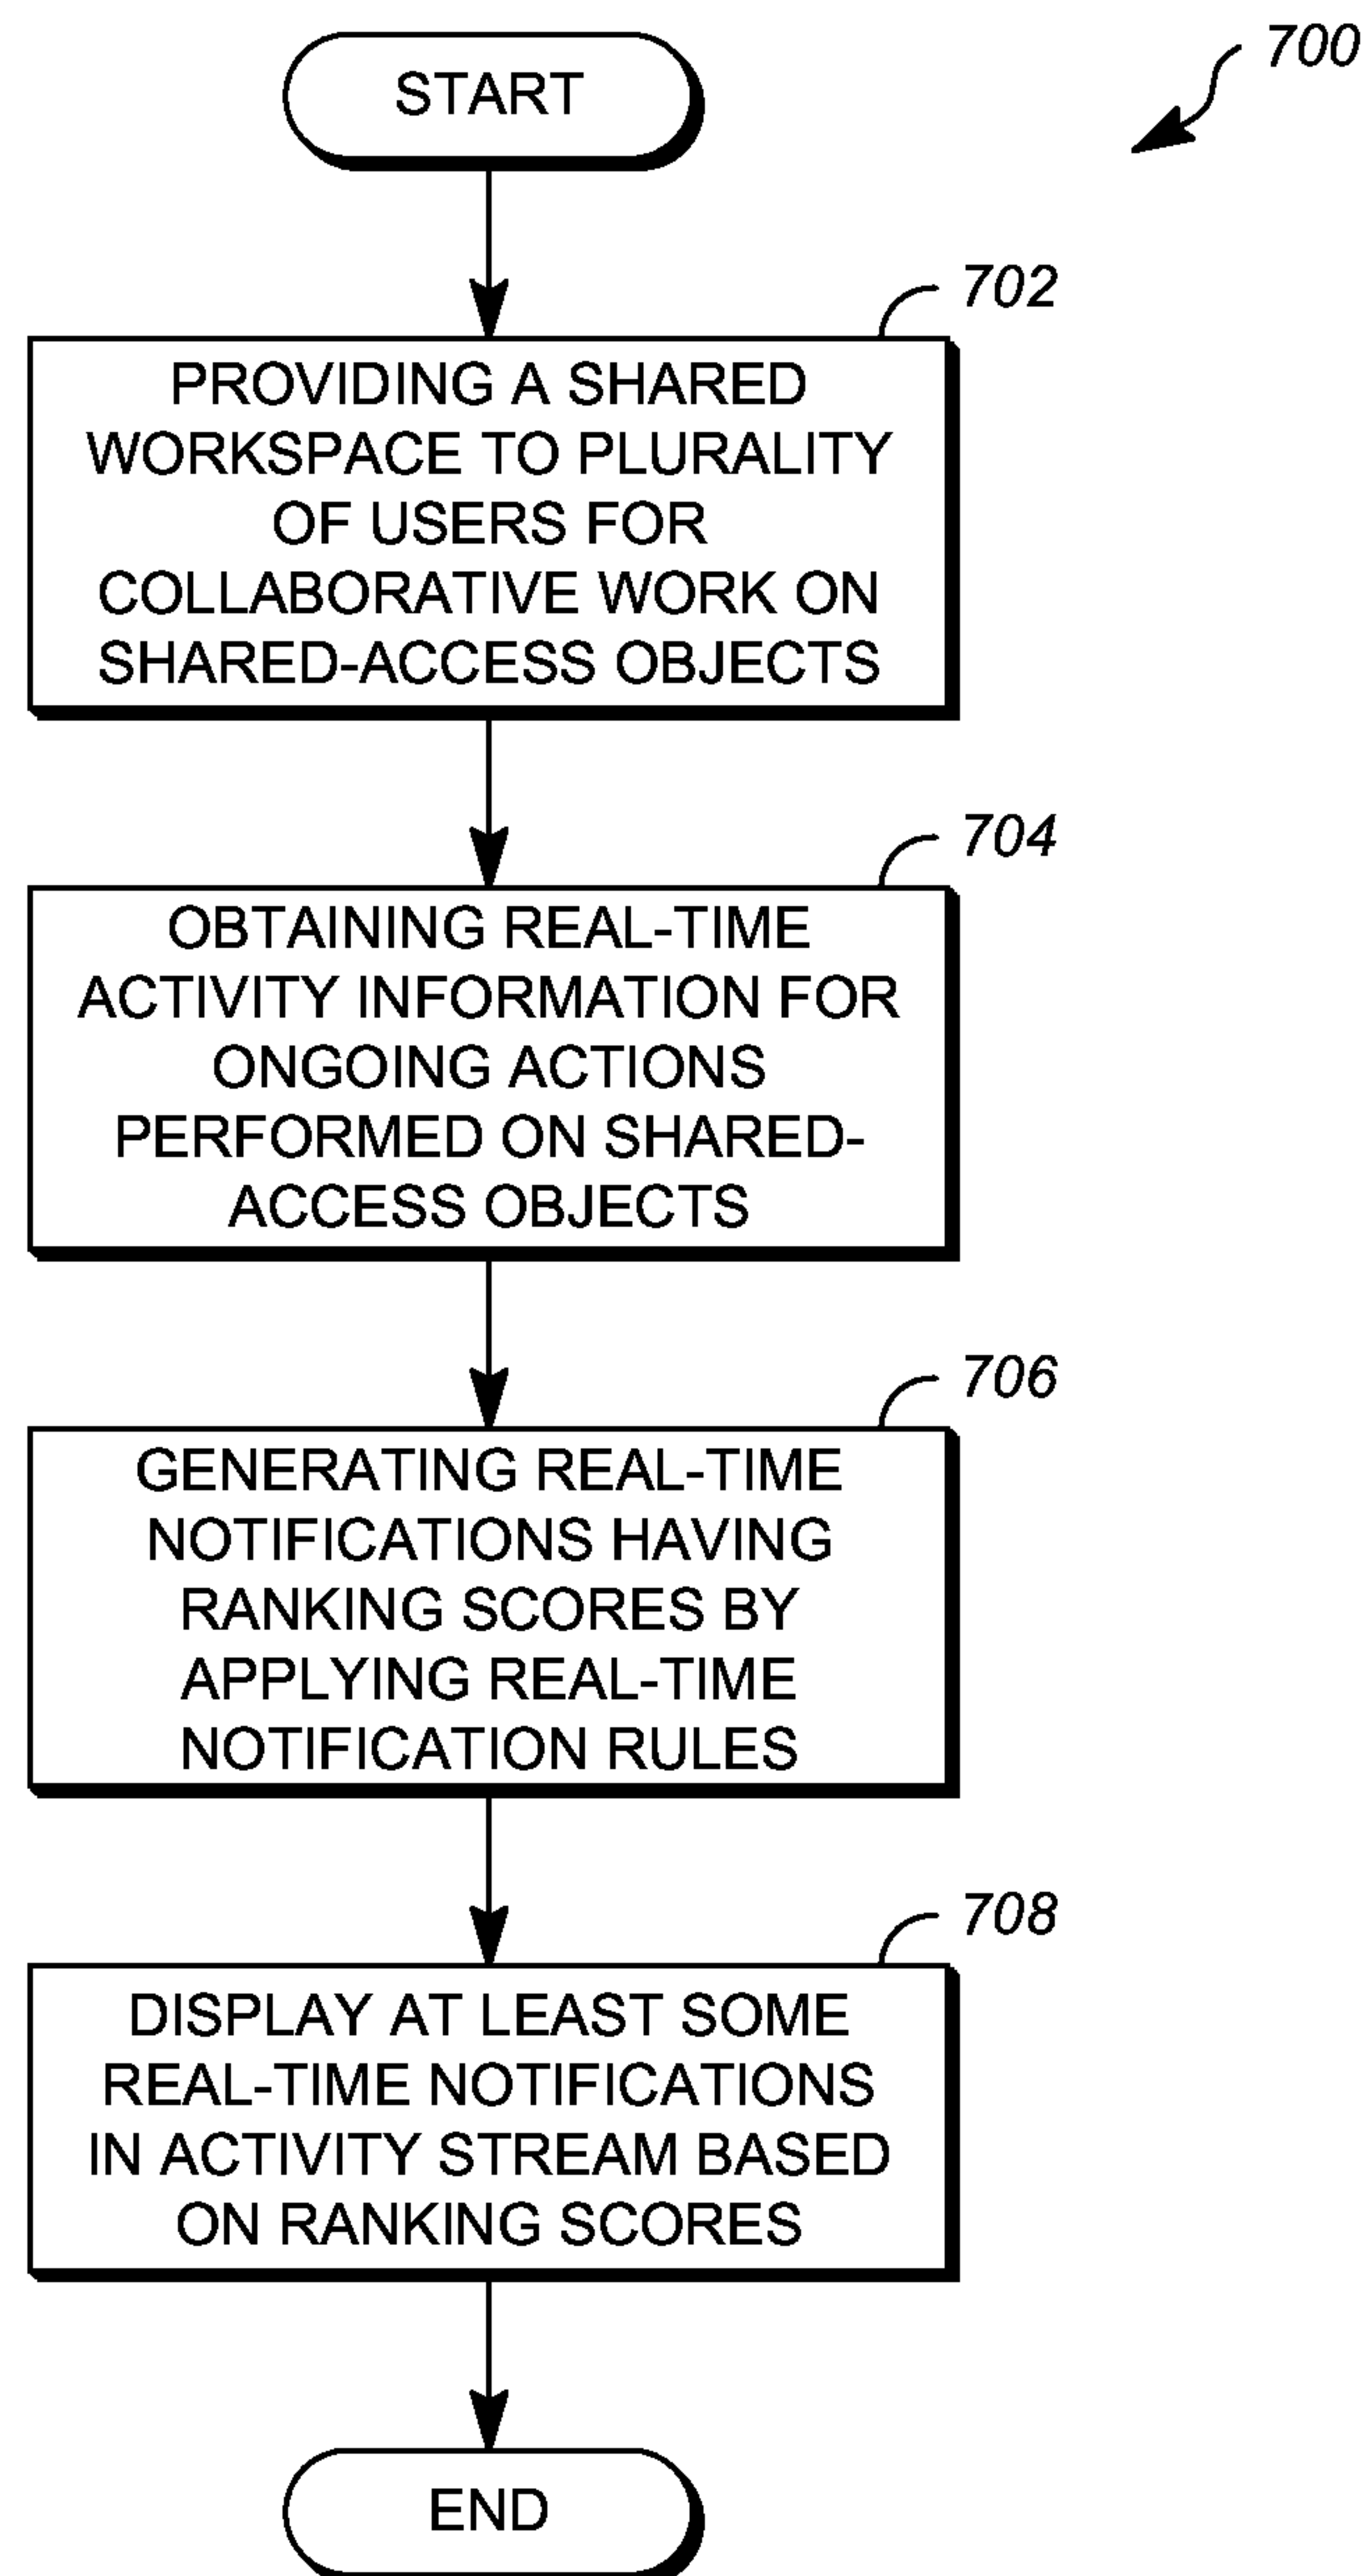 START
700
702
PROVIDING A SHARED
WORKSPACE TO PLURALITY
OF USERS FOR
COLLABORATIVE WORK ON
SHARED-ACCESS OBJECTS
704
OBTAINING REAL-TIME
ACTIVITY INFORMATION FOR
ONGOING ACTIONS
PERFORMED ON SHARED-
ACCESS OBJECTS
706
GENERATING REAL-TIME
NOTIFICATIONS HAVING
RANKING SCORES BY
APPLYING REAL-TIME
NOTIFICATION RULES
708
DISPLAY AT LEAST SOME
REAL-TIME NOTIFICATIONS
IN ACTIVITY STREAM BASED
ON RANKING SCORES
END